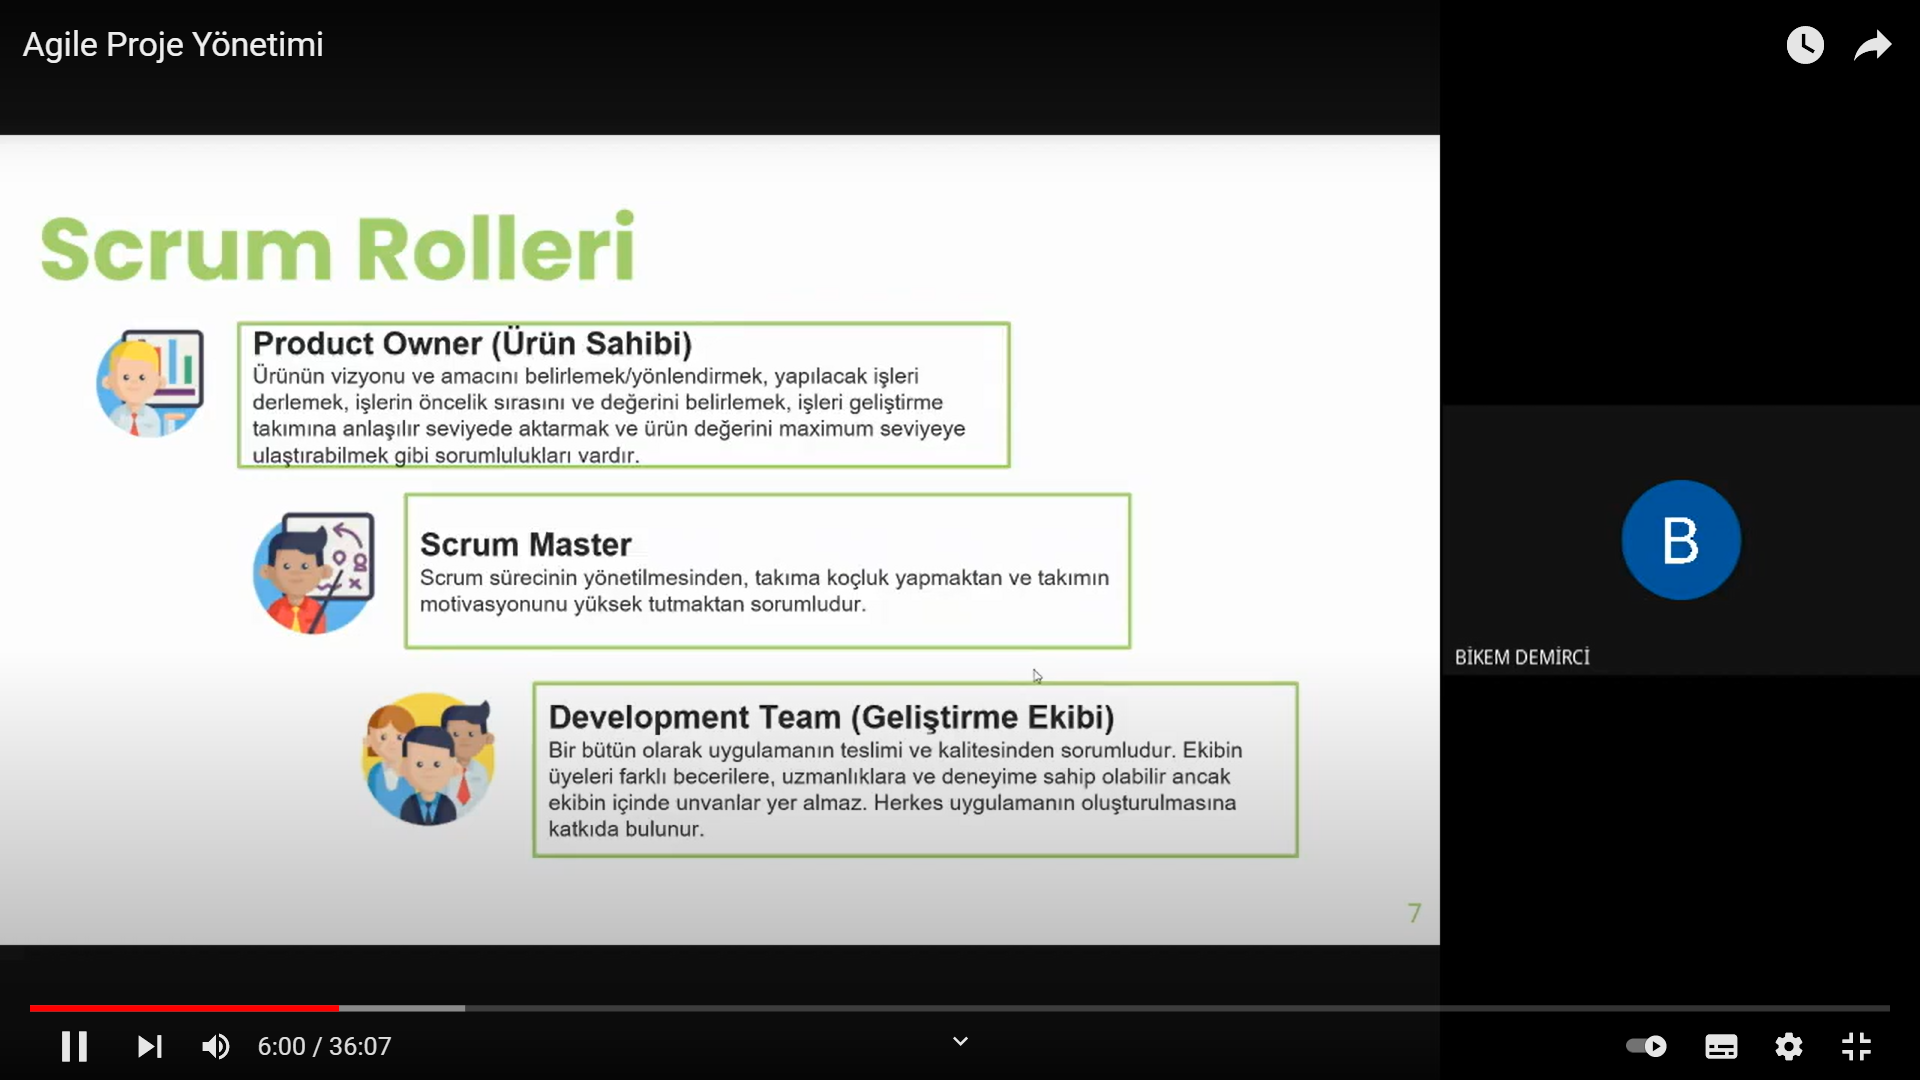 Agile Proje Yönetimi
Scrum Rolleri
Product Owner (Ürün Sahibi)
Ürünün vizyonu ve amacını belirlemek/yönlendirmek, yapılacak işleri
derlemek, işlerin öncelik sırasını ve değerini belirlemek, işleri geliştirme
takımına anlaşılır seviyede aktarmak ve ürün değerini maximum seviyeye
ulaştırabilmek gibi sorumlulukları vardır.
Scrum Master
Scrum sürecinin yönetilmesinden, takıma koçluk yapmaktan ve takımın
motivasyonunu yüksek tutmaktan sorumludur.
Development Team (Geliştirme Ekibi)
Bir bütün olarak uygulamanın teslimi ve kalitesinden sorumludur. Ekibin
üyeleri farklı becerilere, uzmanlıklara ve deneyime sahip olabilir ancak
ekibin içinde unvanlar yer almaz. Herkes uygulamanın oluşturulmasına
katkıda bulunur.
7
B
BİKEM DEMİRCİ
6:00 / 36:07